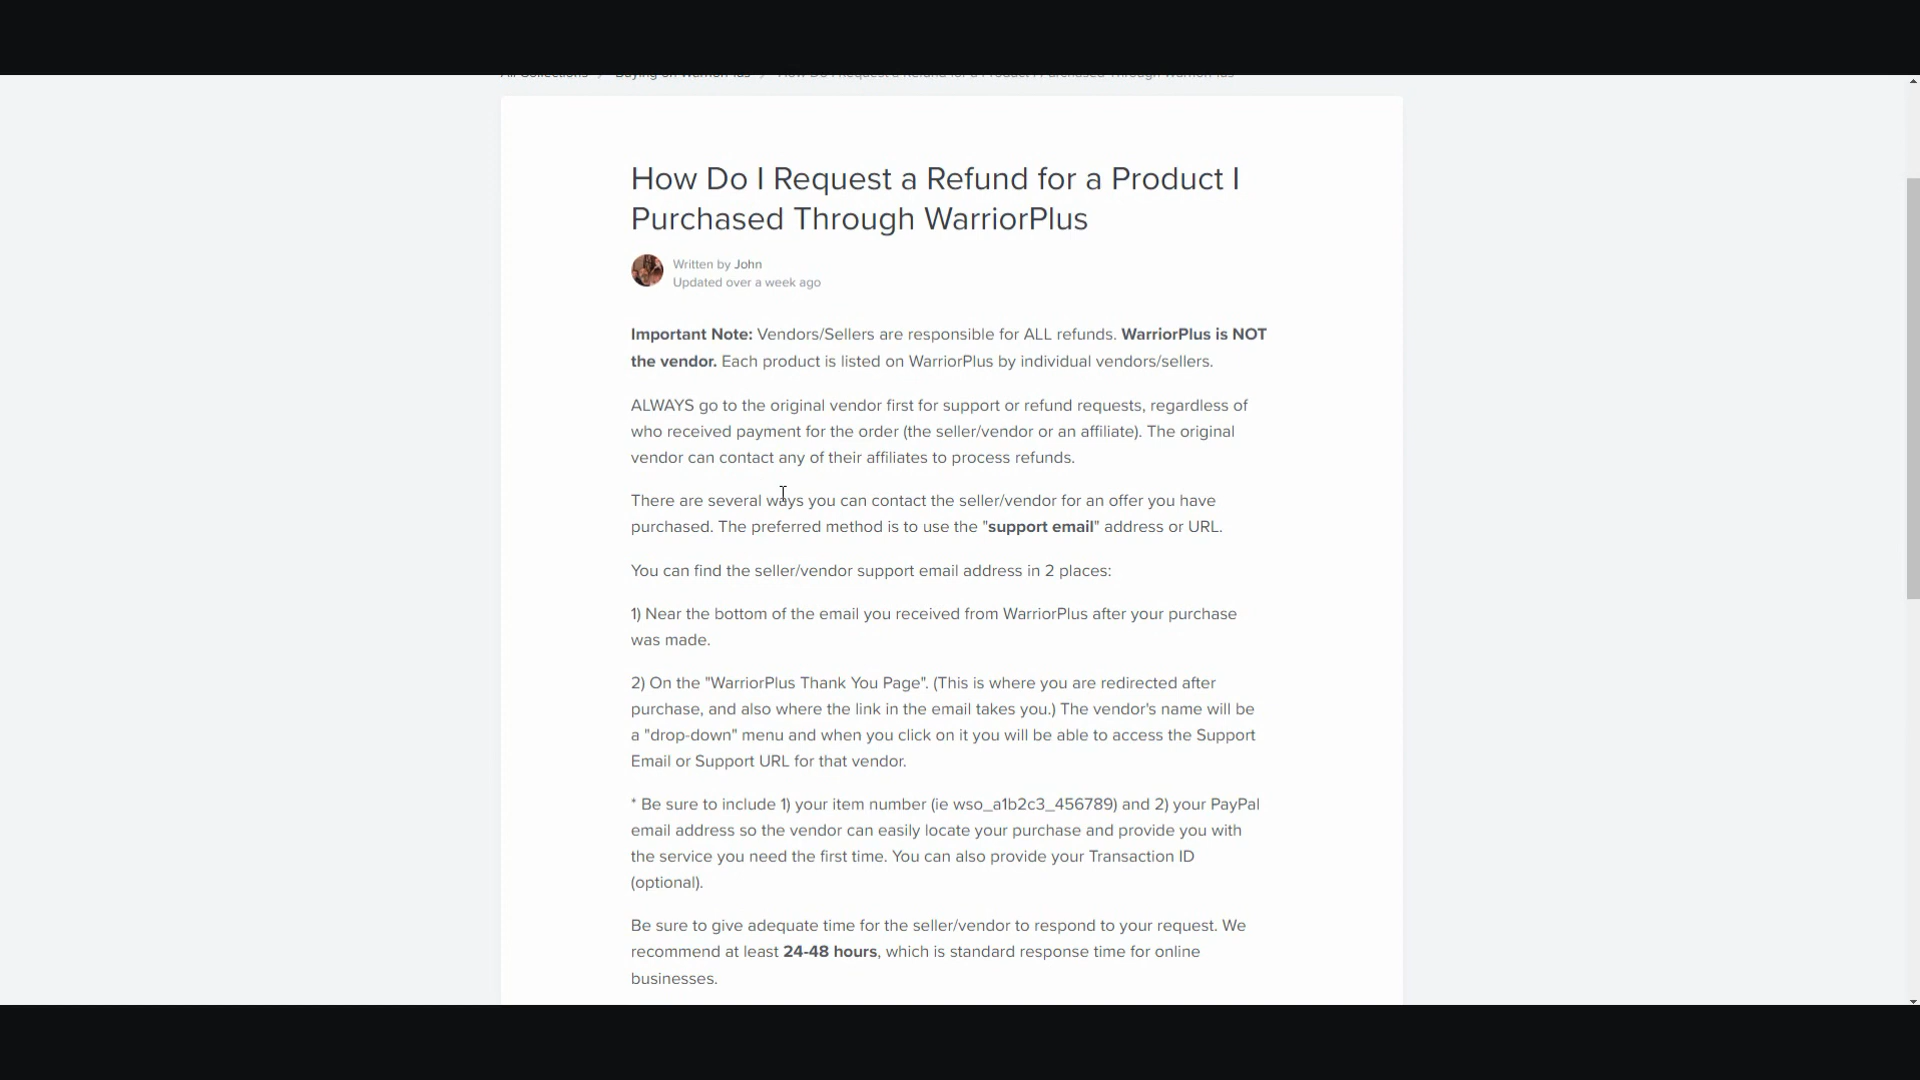 How Do I Request a Refund for a Product I
Purchased Through WarriorPlus
Written by John
Updated over a week ago
Important Note: Vendors/Sellers are responsible for ALL refunds. WarriorPlus is NOT
the vendor. Each product is listed on WarriorPlus by individual vendors/sellers.
ALWAYS go to the original vendor first for support or refund requests, regardless of
who received payment for the order (the seller/vendor or an affiliate). The original
vendor can contact any of their affiliates to process refunds.
There are several ways you can contact the seller/vendor for an offer you have
purchased. The preferred method is to use the "support email" address or URL.
You can find the seller/vendor support email address in 2 places:
1) Near the bottom of the email you received from WarriorPlus after your purchase
was made.
2) On the "WarriorPlus Thank You Page". (This is where you are redirected after
purchase, and also where the link in the email takes you.) The vendor's name will be
a "drop-down" menu and when you click on it you will be able to access the Support
Email or Support URL for that vendor.
* Be sure to include 1) your item number (ie wso_a1b2c3_456789) and 2) your PayPal
email address so the vendor can easily locate your purchase and provide you with
the service you need the first time. You can also provide your Transaction ID
(optional).
Be sure to give adequate time for the seller/vendor to respond to your request. We
recommend at least 24-48 hours, which is standard response time for online
businesses.